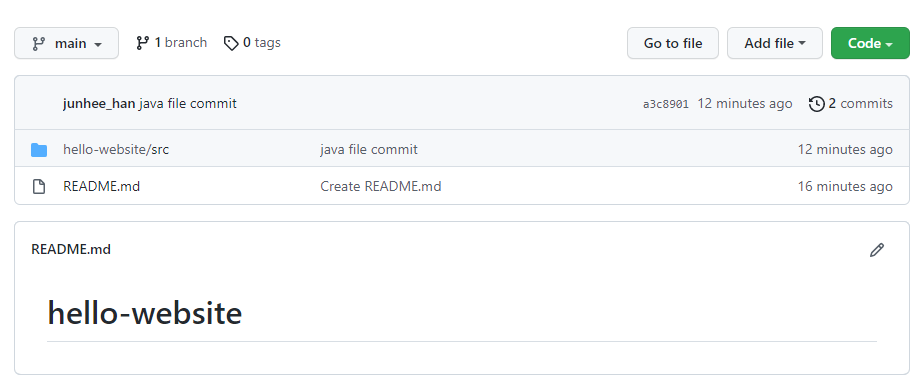 main 1 branch 0 tags Go to file Add file Code
junhee_han java file commit a3c8901 12 minutes ago 2 commits
hello-website/src java file commit 12 minutes ago
README.md Create README.md 16 minutes ago
README.md
hello-website